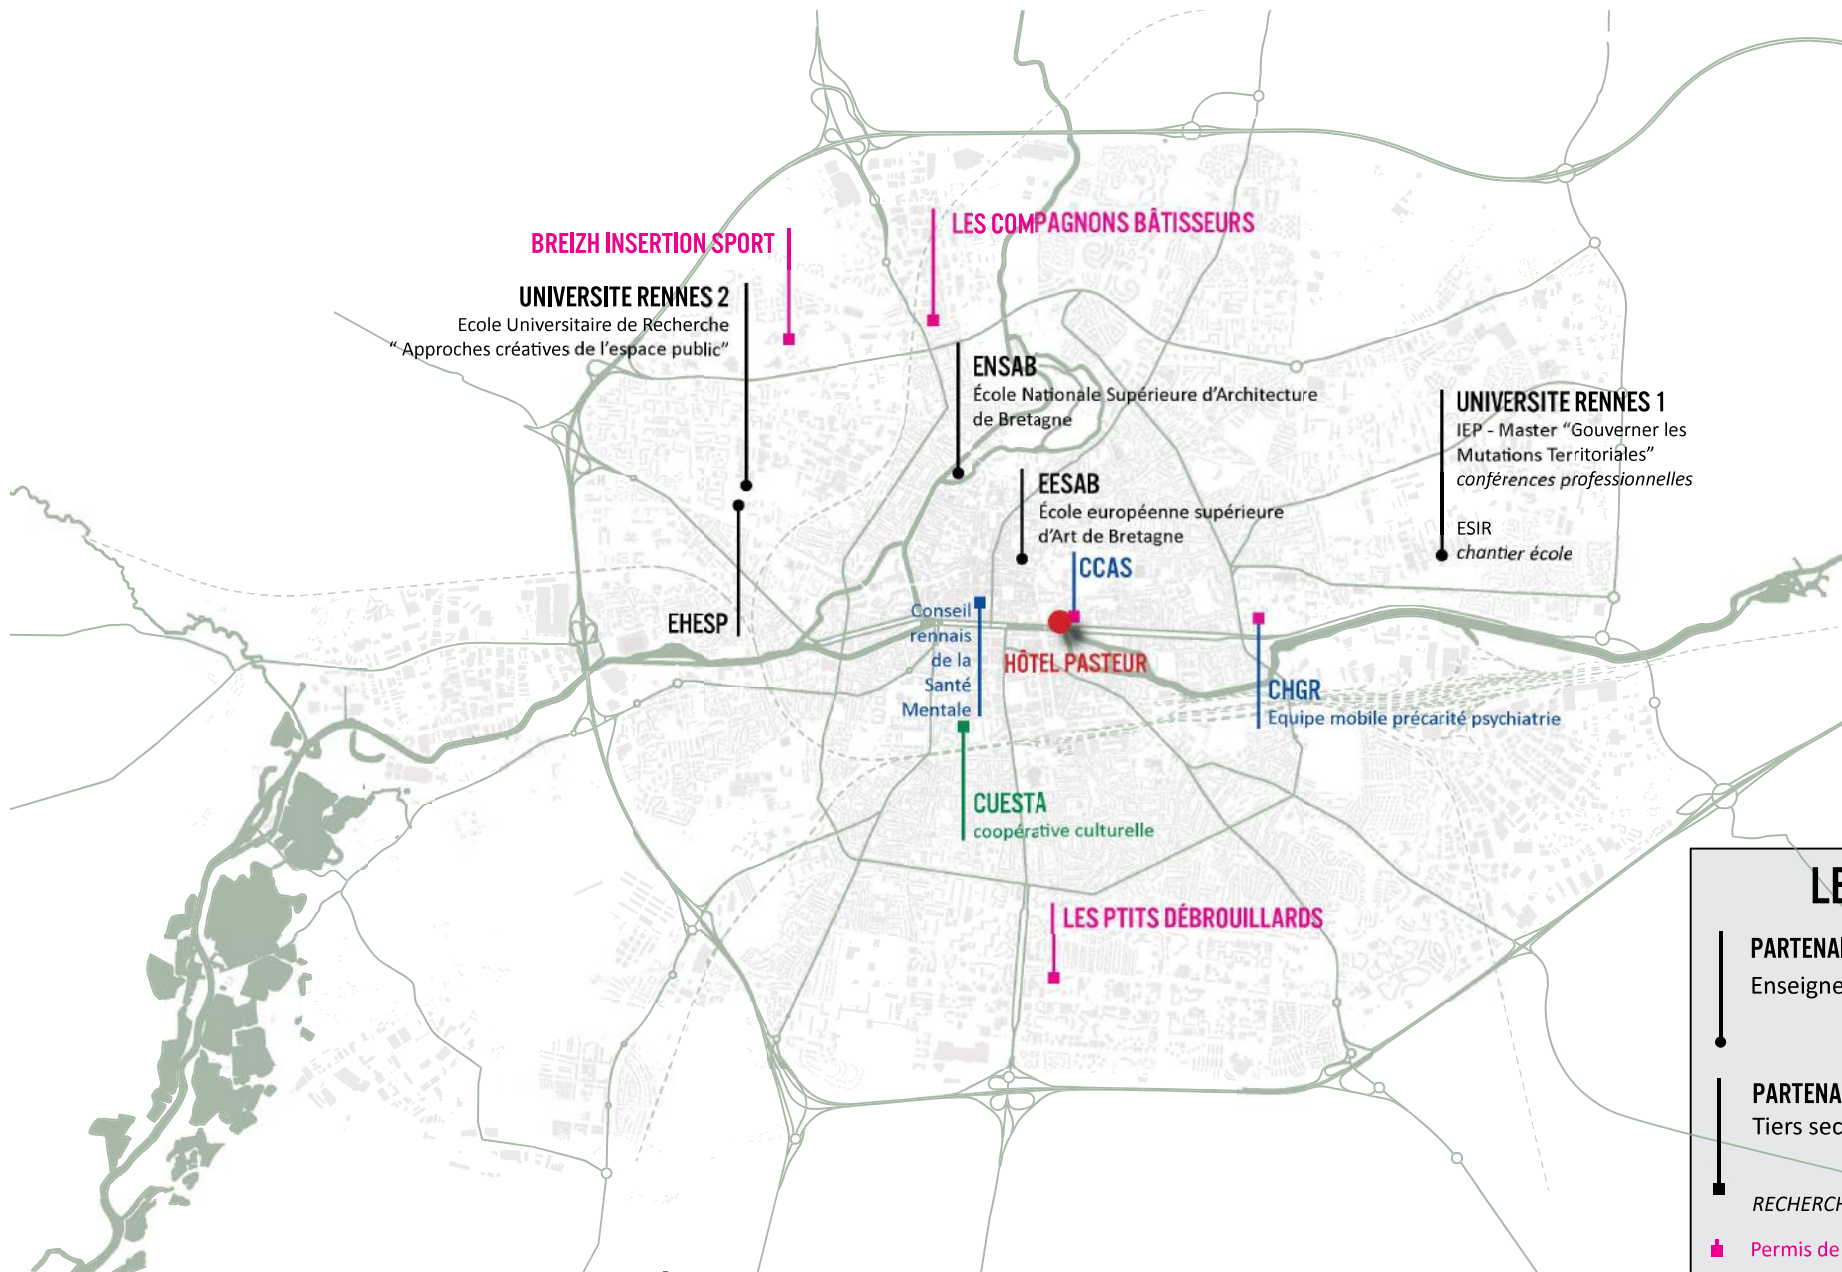 LES COMPAGNONS BÂTISSEURS
BREIZH INSERTION SPORT
UNIVERSITE RENNES 2
Ecole Universitaire de Recherche
“ Approches créatives de l’espace public”
ENSAB
École Nationale Supérieure d’Architecture
de Bretagne
UNIVERSITE RENNES 1
IEP - Master “Gouverner les
Mutations Territoriales”
conférences professionnelles
ESIR
chantier école
EESAB
École européenne supérieure
d’Art de Bretagne
CCAS
EHESP
Conseil
rennais
de la
Santé
Mentale
HÔTEL PASTEUR
CHGR
Equipe mobile précarité psychiatrie
CUESTA
coopérative culturelle
LES PTITS DÉBROUILLARDS
LE
PARTENA
Enseigne
PARTENA
Tiers sec
RECHERCH
Permis de